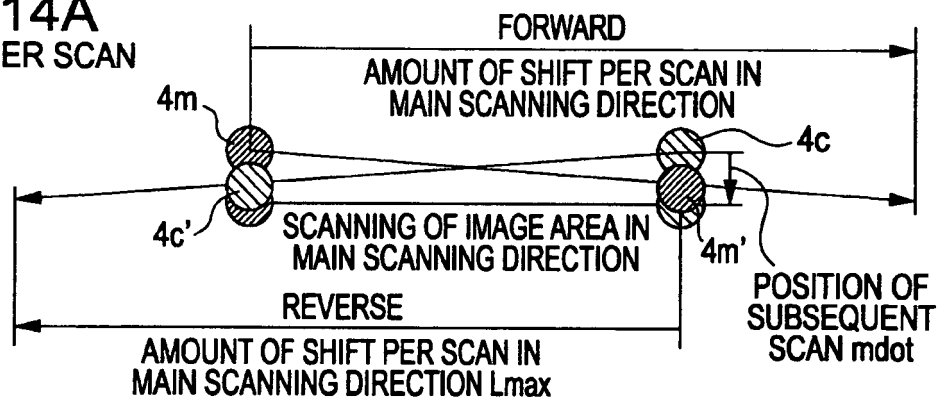 14A
ER SCAN
FORWARD
AMOUNT OF SHIFT PER SCAN IN
MAIN SCANNING DIRECTION
4m
4c
4c'
SCANNING OF IMAGE AREA IN
MAIN SCANNING DIRECTION
4m'
POSITION OF
SUBSEQUENT
SCAN mdot
REVERSE
AMOUNT OF SHIFT PER SCAN IN
MAIN SCANNING DIRECTION Lmax